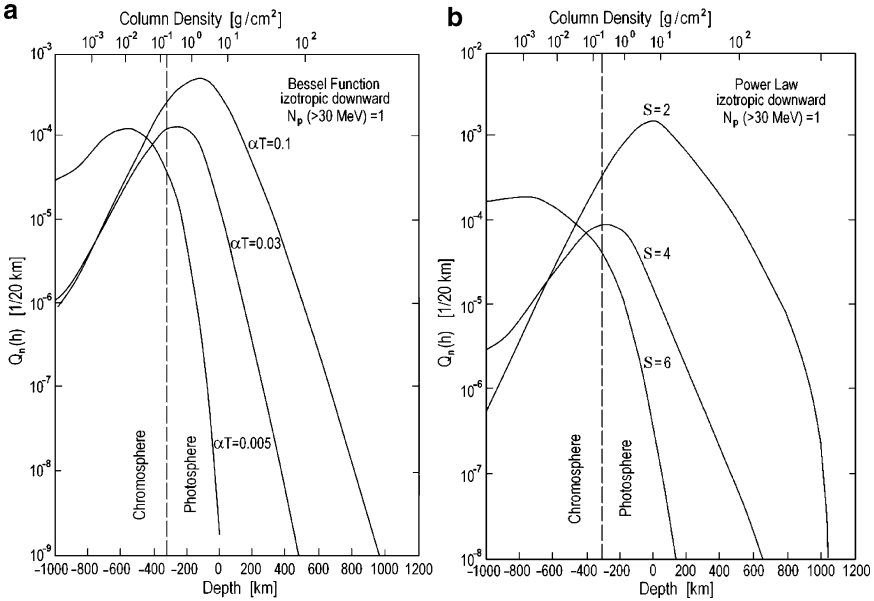 a
Column Density [g/cm²]
10⁻³ 10⁻² 10⁻¹ 10⁰ 10¹ 10²
10⁻³
10⁻⁴
10⁻⁵
10⁻⁶
10⁻⁷
10⁻⁸
10⁻⁹
Qₙ(h) [1/20 km]
Bessel Function
izotropic downward
Nₚ (>30 MeV) =1
αT=0.1
αT=0.03
αT=0.005
Chromosphere
Photosphere
−1000 −800 −600 −400 −200 0 200 400 600 800 1000 1200
Depth [km]
b
Column Density [g/cm²]
10⁻³ 10⁻² 10⁻¹ 10⁰ 10¹ 10²
10⁻²
10⁻³
10⁻⁴
10⁻⁵
10⁻⁶
10⁻⁷
10⁻⁸
Qₙ(h) [1/20 km]
Power Law
izotropic downward
Nₚ (>30 MeV) =1
S=2
S=4
S=6
Chromosphere
Photosphere
−1000 −800 −600 −400 −200 0 200 400 600 800 1000 1200
Depth [km]